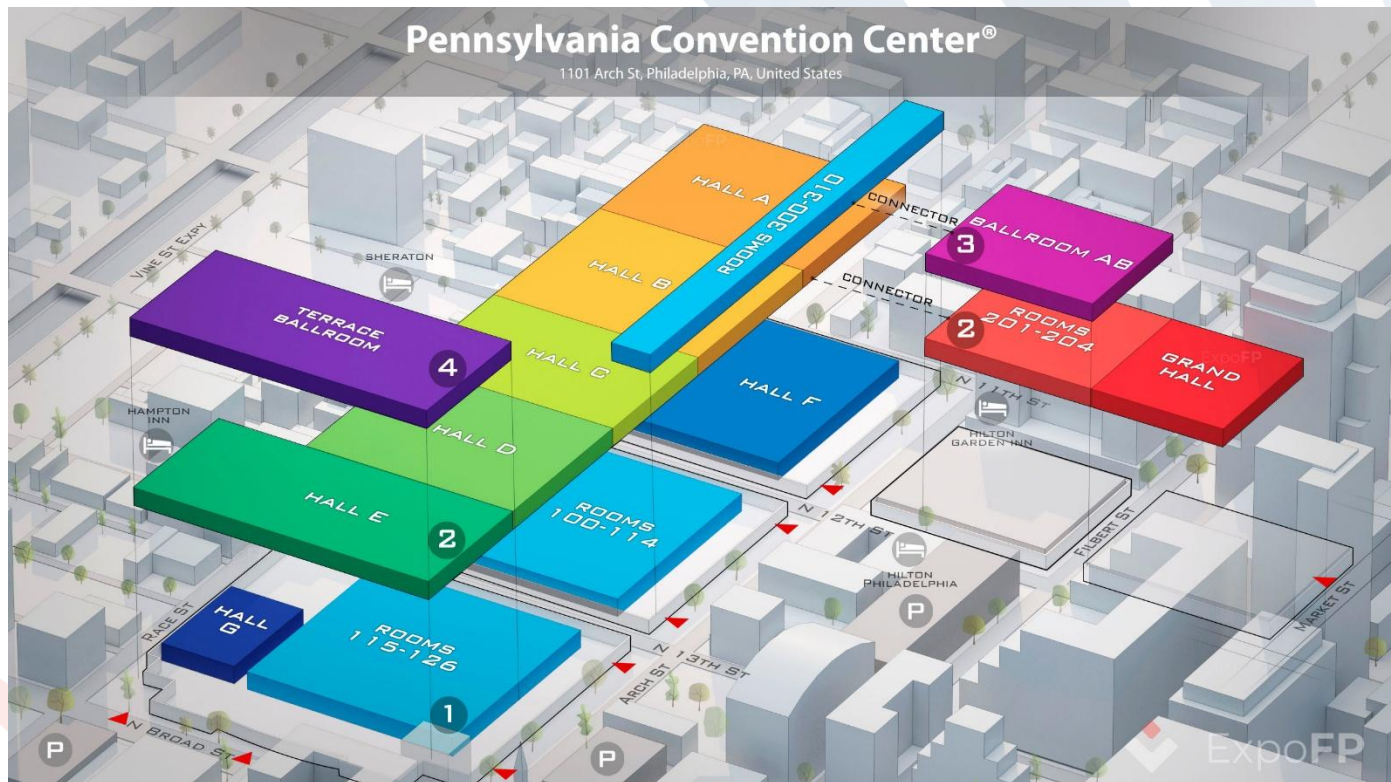 Pennsylvania Convention Center®
1101 Arch St, Philadelphia, PA, United States
HALL A
ROOMS 300-310
CONNECTOR
BALLROOM AB
3
HALL B
VINE ST EXPY
SHERATON
CONNECTOR
TERRACE
BALLROOM
4
2
ROOMS
201-204
ExpoFP
GRAND
HALL
HALL C
HALL F
N 11TH ST
HAMPTON
INN
HALL D
HILTON
GARDEN INN
HALL E
2
ROOMS
100-114
N 12TH ST
FILBERT ST
HILTON
PHILADELPHIA
P
MARKET ST
RACE ST
HALL
G
ROOMS
115-126
N 13TH ST
ARCH ST
1
N BROAD ST
P
P
ExpoFP